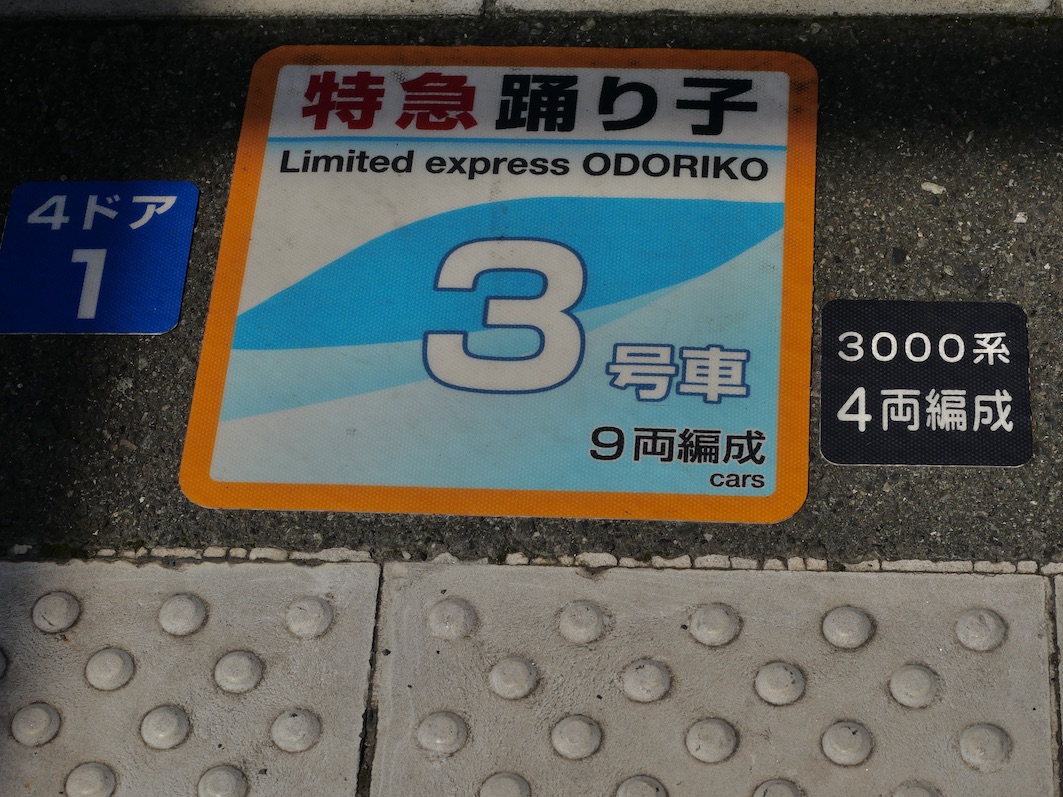 特急 踊り子
Limited express ODORIKO
3号車
9両編成
cars
4ドア
1
3000系
4両編成